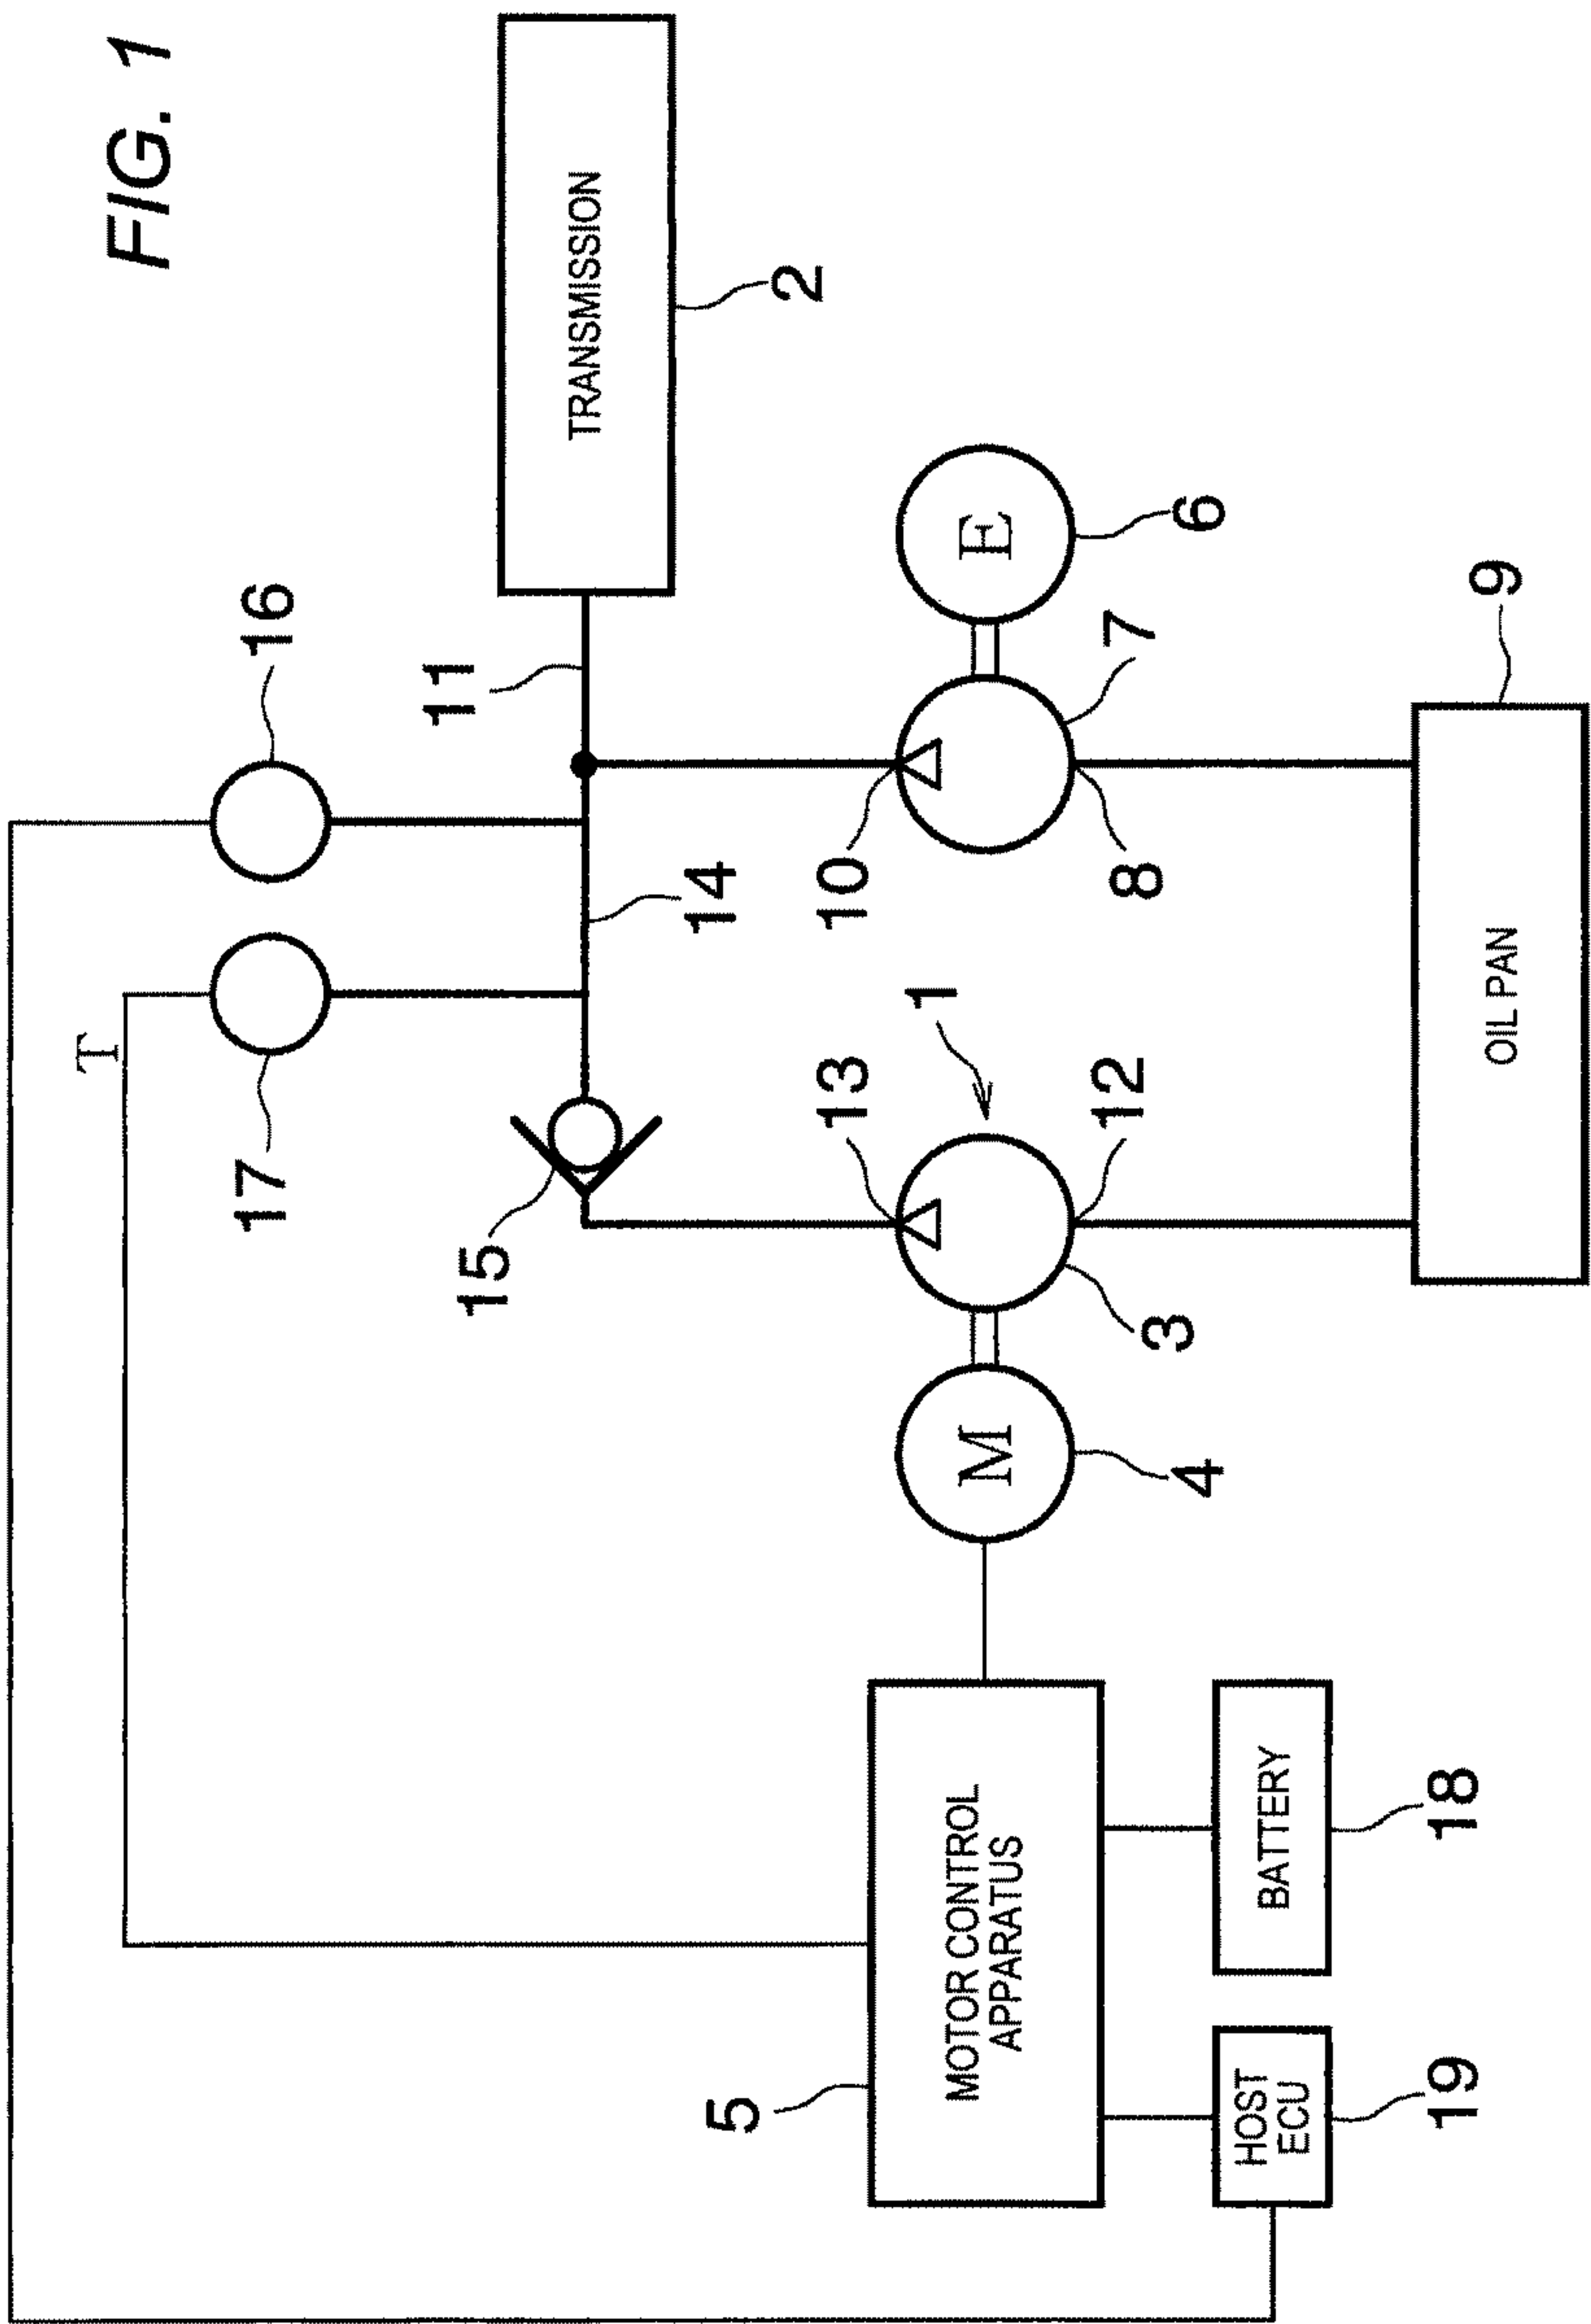 FIG. 1
T
17
16
15
14
11
TRANSMISSION
2
13
1
10
5
MOTOR CONTROL
APPARATUS
M
E
4
3
12
8
7
6
HOST
ECU
BATTERY
19
18
OIL PAN
9